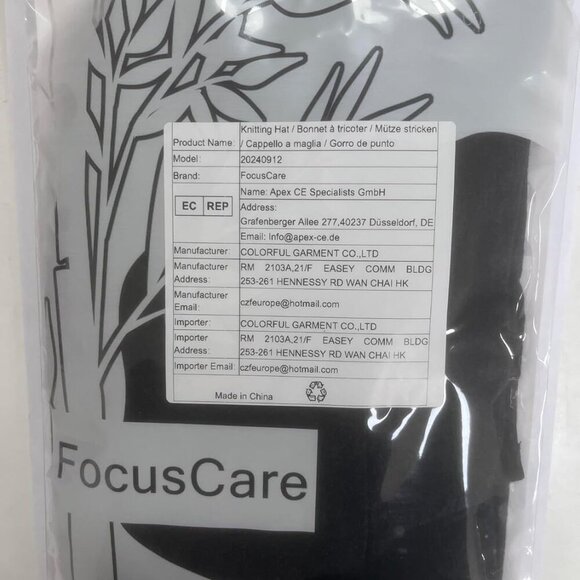 Knitting Hat / Bonnet à tricoter / Mütze stricken
Product Name: / Cappello a maglia / Gorro de punto
Model: 20240912
Brand: FocusCare
Name: Apex CE Specialists GmbH
EC REP Address:
Grafenberger Allee 277,40237 Düsseldorf, DE
Email: Info@apex-ce.de
Manufacturer COLORFUL GARMENT CO.,LTD
Manufacturer RM 2103A,21/F EASEY COMM BLDG
Address: 253-261 HENNESSY RD WAN CHAI HK
Manufacturer
Email: czfeurope@hotmail.com
Importer: COLORFUL GARMENT CO.,LTD
Importer RM 2103A,21/F EASEY COMM BLDG
Address: 253-261 HENNESSY RD WAN CHAI HK
Importer Email: czfeurope@hotmail.com
Made in China
FocusCare